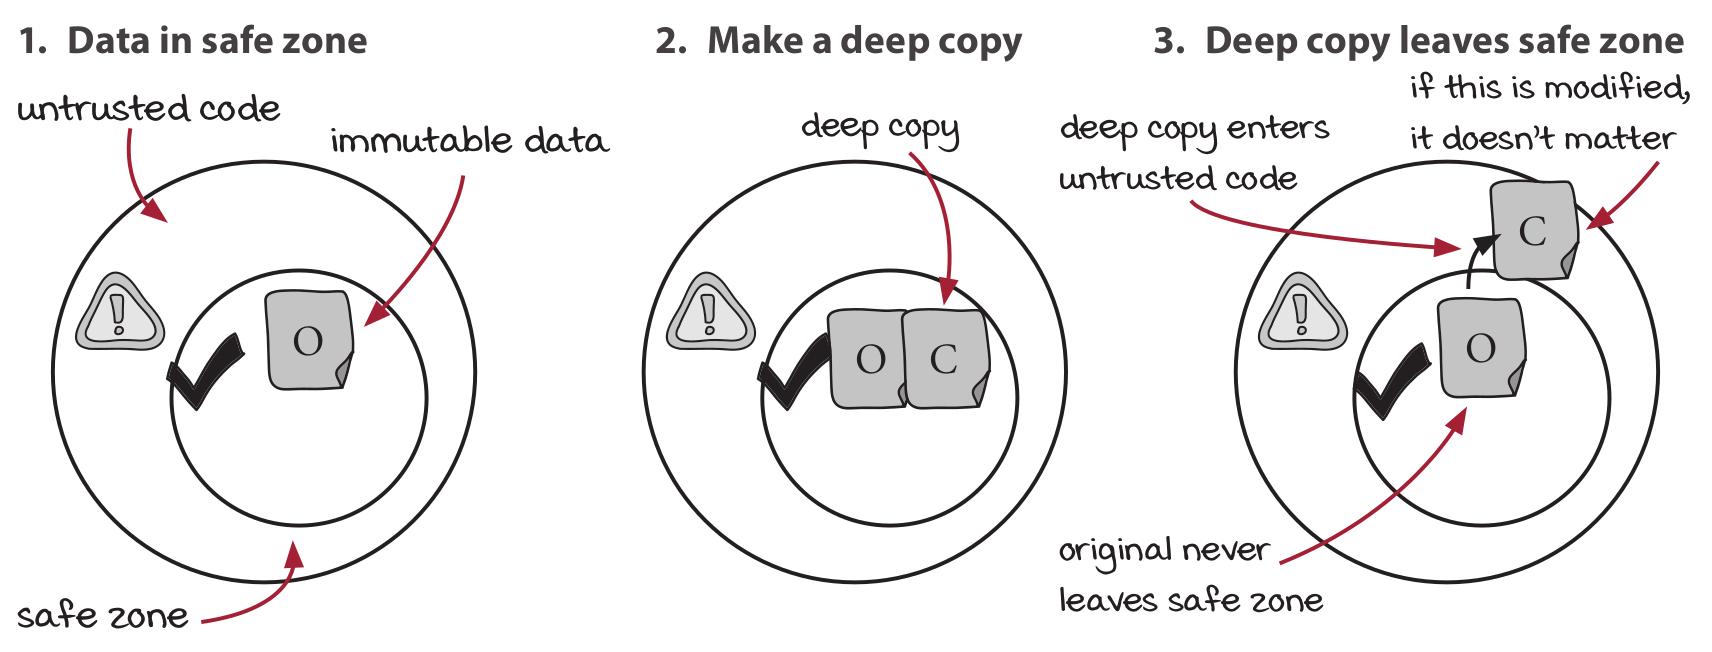 1. Data in safe zone
untrusted code
immutable data
!
O
safe zone
2. Make a deep copy
deep copy
!
O C
3. Deep copy leaves safe zone
if this is modified,
it doesn't matter
deep copy enters
untrusted code
C
!
O
original never
leaves safe zone